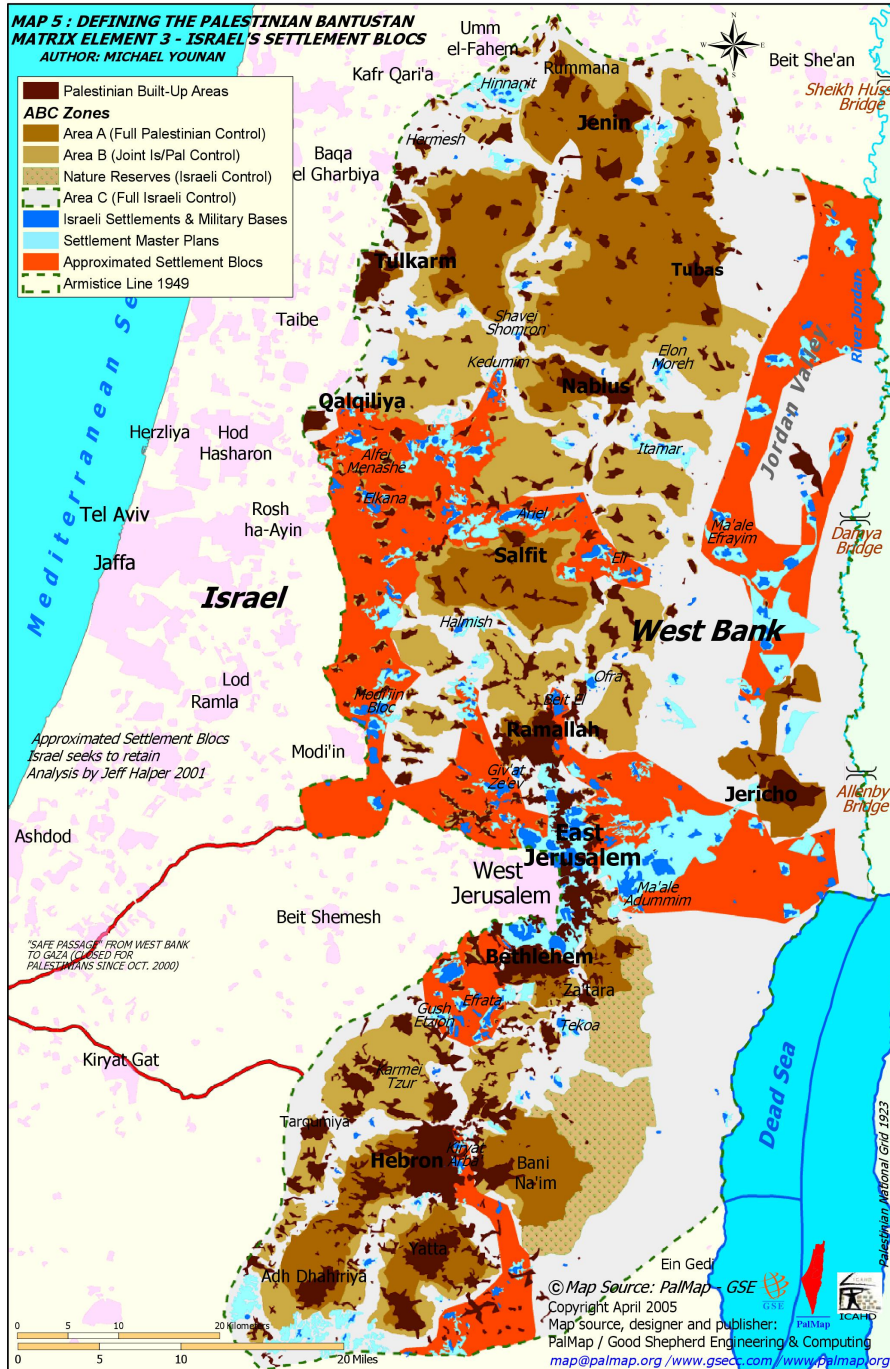 MAP 5 : DEFINING THE PALESTINIAN BANTUSTAN
MATRIX ELEMENT 3 - ISRAEL'S SETTLEMENT BLOCS
AUTHOR: MICHAEL YOUNAN
Palestinian Built-Up Areas
ABC Zones
Area A (Full Palestinian Control)
Area B (Joint Is/Pal Control)
Nature Reserves (Israeli Control)
Area C (Full Israeli Control)
Israeli Settlements & Military Bases
Settlement Master Plans
Approximated Settlement Blocs
Armistice Line 1949
N
W E
S
Umm
el-Fahem
Beit She'an
Kafr Qari'a
Rummana
Hinnanit
Sheikh Huss
Bridge
Jenin
Hermesh
Baqa
el Gharbiya
Tulkarm
Tubas
Mediterranean Se
River Jordan
Taibe
Shavei
Shomron
Jordan Valley
Elon
Moreh
Kedumim
Nablus
Qalqiliya
Herzliya
Hod
Hasharon
Itamar
Alfei
Menashe
Elkana
Tel Aviv
Rosh
ha-Ayin
Ariel
Ma'ale
Efrayim
Damya
Bridge
Jaffa
Salfit
Eli
Israel
Halmish
West Bank
Lod
Ramla
Ofra
Modi'in
Bloc
Beit El
Ramallah
Approximated Settlement Blocs
Israel seeks to retain
Analysis by Jeff Halper 2001
Modi'in
Giv'at
Ze'ev
Jericho
Allenby
Bridge
Ashdod
East
Jerusalem
West
Jerusalem
Ma'ale
Adummim
Beit Shemesh
"SAFE PASSAGE" FROM WEST BANK
TO GAZA (CLOSED FOR
PALESTINIANS SINCE OCT. 2000)
Bethlehem
Za'tara
Efrata
Gush
Etzion
Tekoa
Kiryat Gat
Karmei
Tzur
Dead Sea
Tarqumiya
Kiryat
Arba
Hebron
Bani
Na'im
Palestinian National Grid 1923
Yatta
Adh Dhahiriya
Ein Gedi
© Map Source: PalMap - GSE
Copyright April 2005
Map source, designer and publisher:
PalMap / Good Shepherd Engineering & Computing
map@palmap.org /www.gsecc.com/ www.palmap.org
GSE
PalMap
ICAHD
ICAHD
0 5 10 20 Kilometers
0 5 10 20 Miles